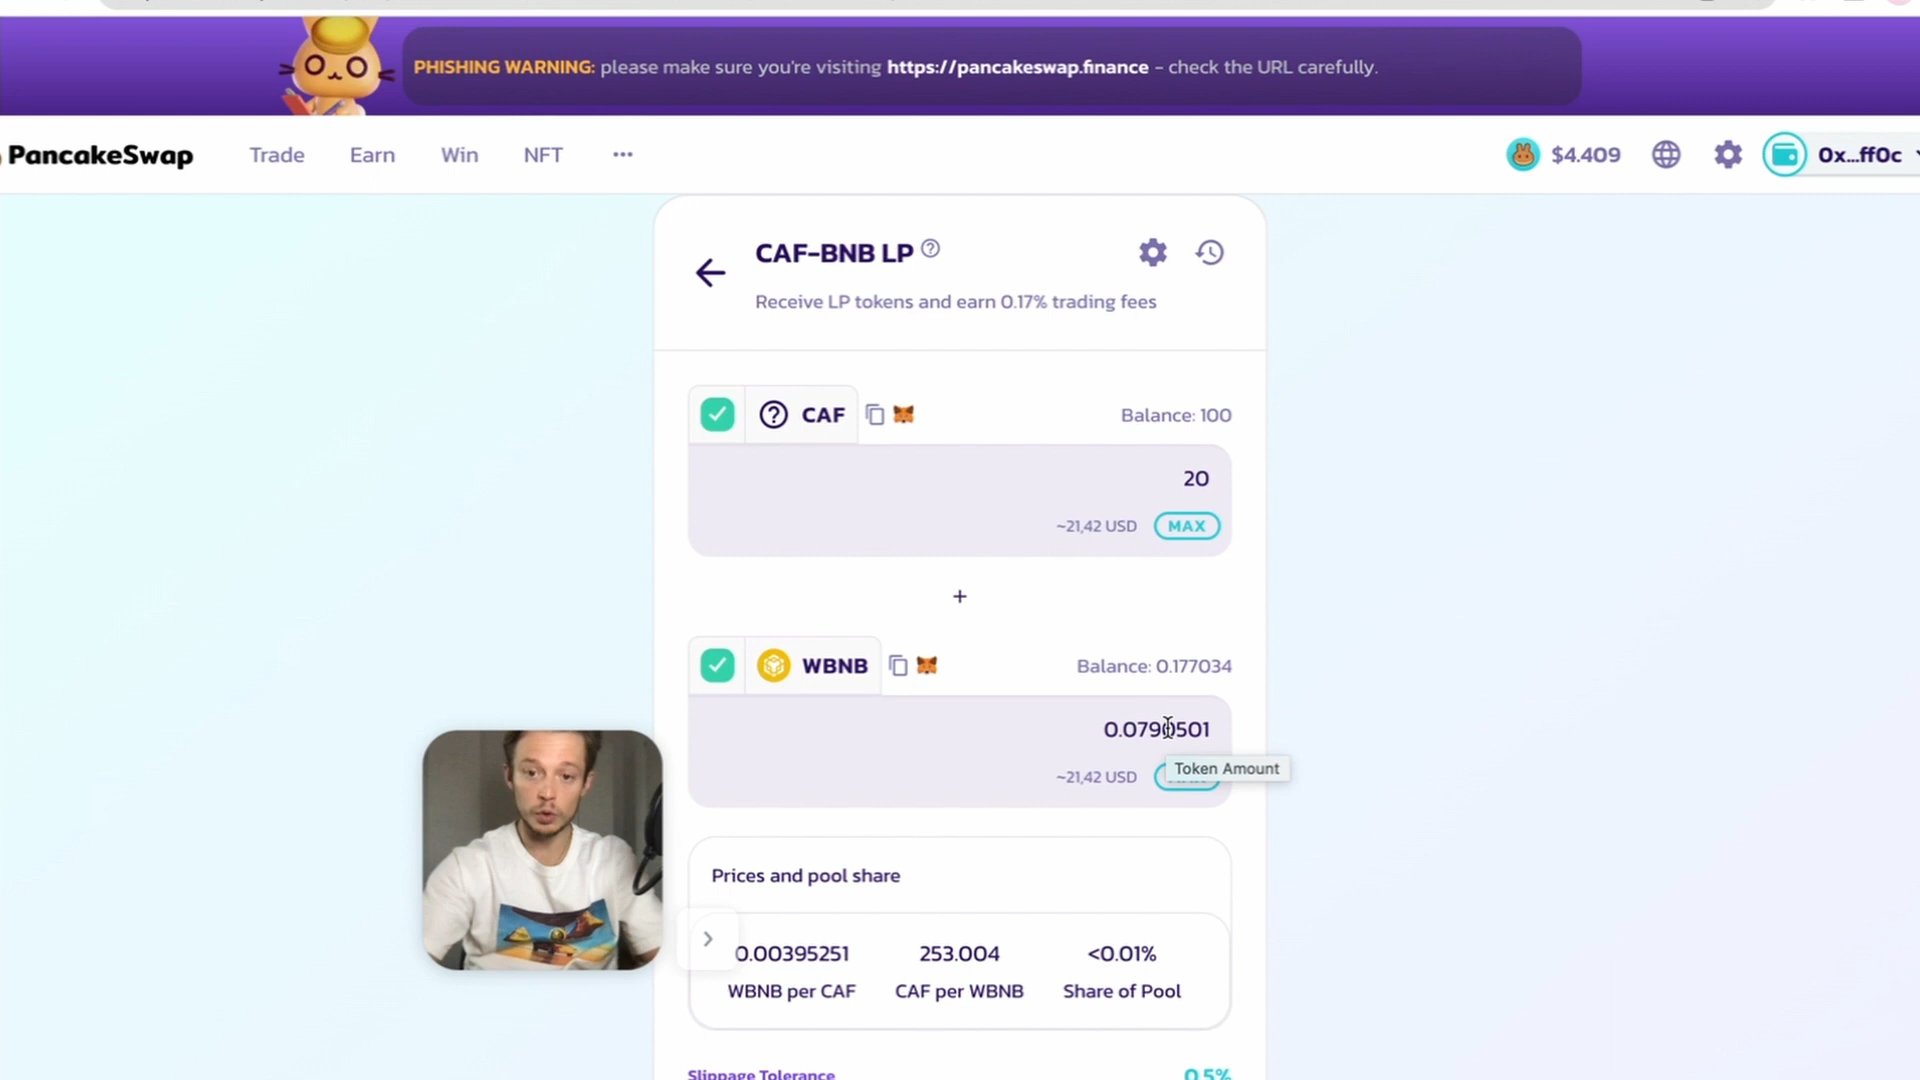 PHISHING WARNING: please make sure you're visiting https://pancakeswap.finance - check the URL carefully.
PancakeSwap
Trade
Earn
Win
NFT
$4.409
0x...ff0c
CAF-BNB LP
Receive LP tokens and earn 0.17% trading fees
CAF
Balance: 100
20
~21,42 USD
MAX
+
WBNB
Balance: 0.177034
0.0790501
~21,42 USD
Token Amount
Prices and pool share
0.00395251
253.004
<0.01%
WBNB per CAF
CAF per WBNB
Share of Pool
Slippage Tolerance
0.5%